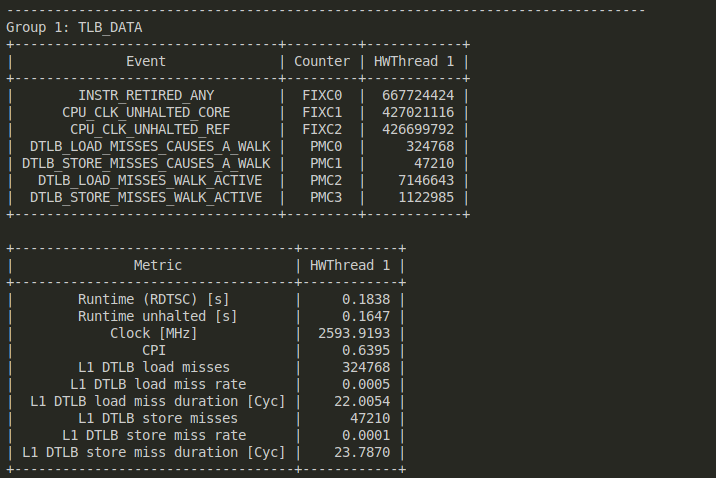 --------------------------------------------------------------------------------
Group 1: TLB_DATA
+---------------------------------+---------+------------+
|              Event              | Counter | HWThread 1 |
+---------------------------------+---------+------------+
|        INSTR_RETIRED_ANY        |  FIXC0  |  667724424 |
|      CPU_CLK_UNHALTED_CORE      |  FIXC1  |  427021116 |
|       CPU_CLK_UNHALTED_REF      |  FIXC2  |  426699792 |
|  DTLB_LOAD_MISSES_CAUSES_A_WALK |   PMC0  |     324768 |
| DTLB_STORE_MISSES_CAUSES_A_WALK |   PMC1  |      47210 |
|   DTLB_LOAD_MISSES_WALK_ACTIVE  |   PMC2  |    7146643 |
|  DTLB_STORE_MISSES_WALK_ACTIVE  |   PMC3  |    1122985 |
+---------------------------------+---------+------------+
+-----------------------------------+------------+
|               Metric              | HWThread 1 |
+-----------------------------------+------------+
|        Runtime (RDTSC) [s]        |     0.1838 |
|        Runtime unhalted [s]       |     0.1647 |
|            Clock [MHz]            |  2593.9193 |
|                CPI                |     0.6395 |
|        L1 DTLB load misses        |     324768 |
|       L1 DTLB load miss rate      |     0.0005 |
|  L1 DTLB load miss duration [Cyc] |    22.0054 |
|        L1 DTLB store misses       |      47210 |
|      L1 DTLB store miss rate      |     0.0001 |
| L1 DTLB store miss duration [Cyc] |    23.7870 |
+-----------------------------------+------------+